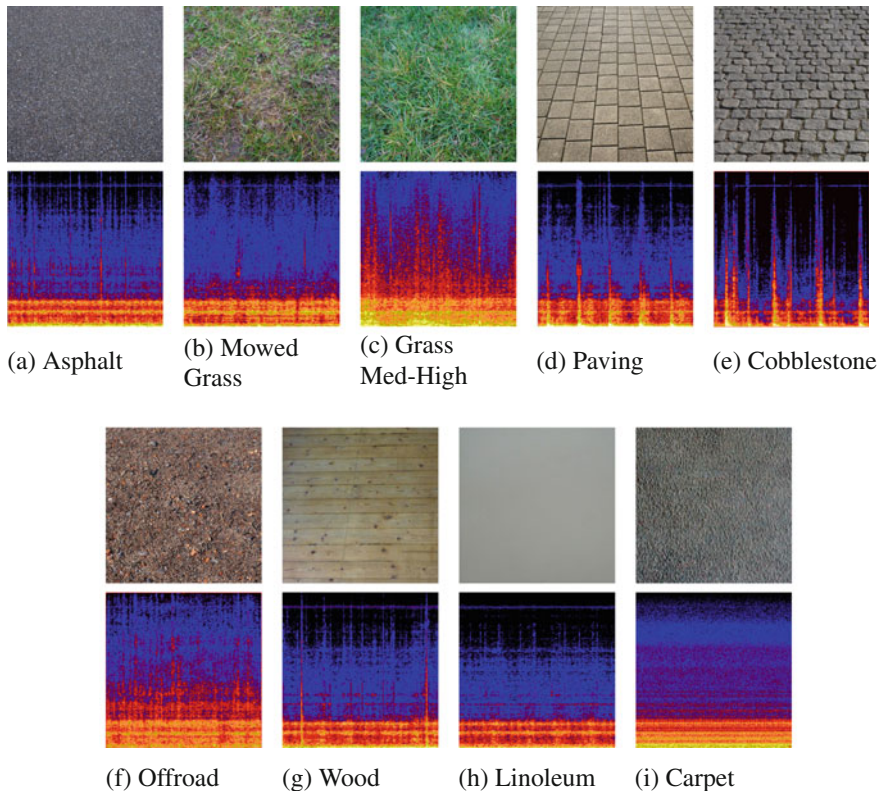 (a) Asphalt
(b) Mowed
Grass
(c) Grass
Med-High
(d) Paving
(e) Cobblestone
(f) Offroad
(g) Wood
(h) Linoleum
(i) Carpet